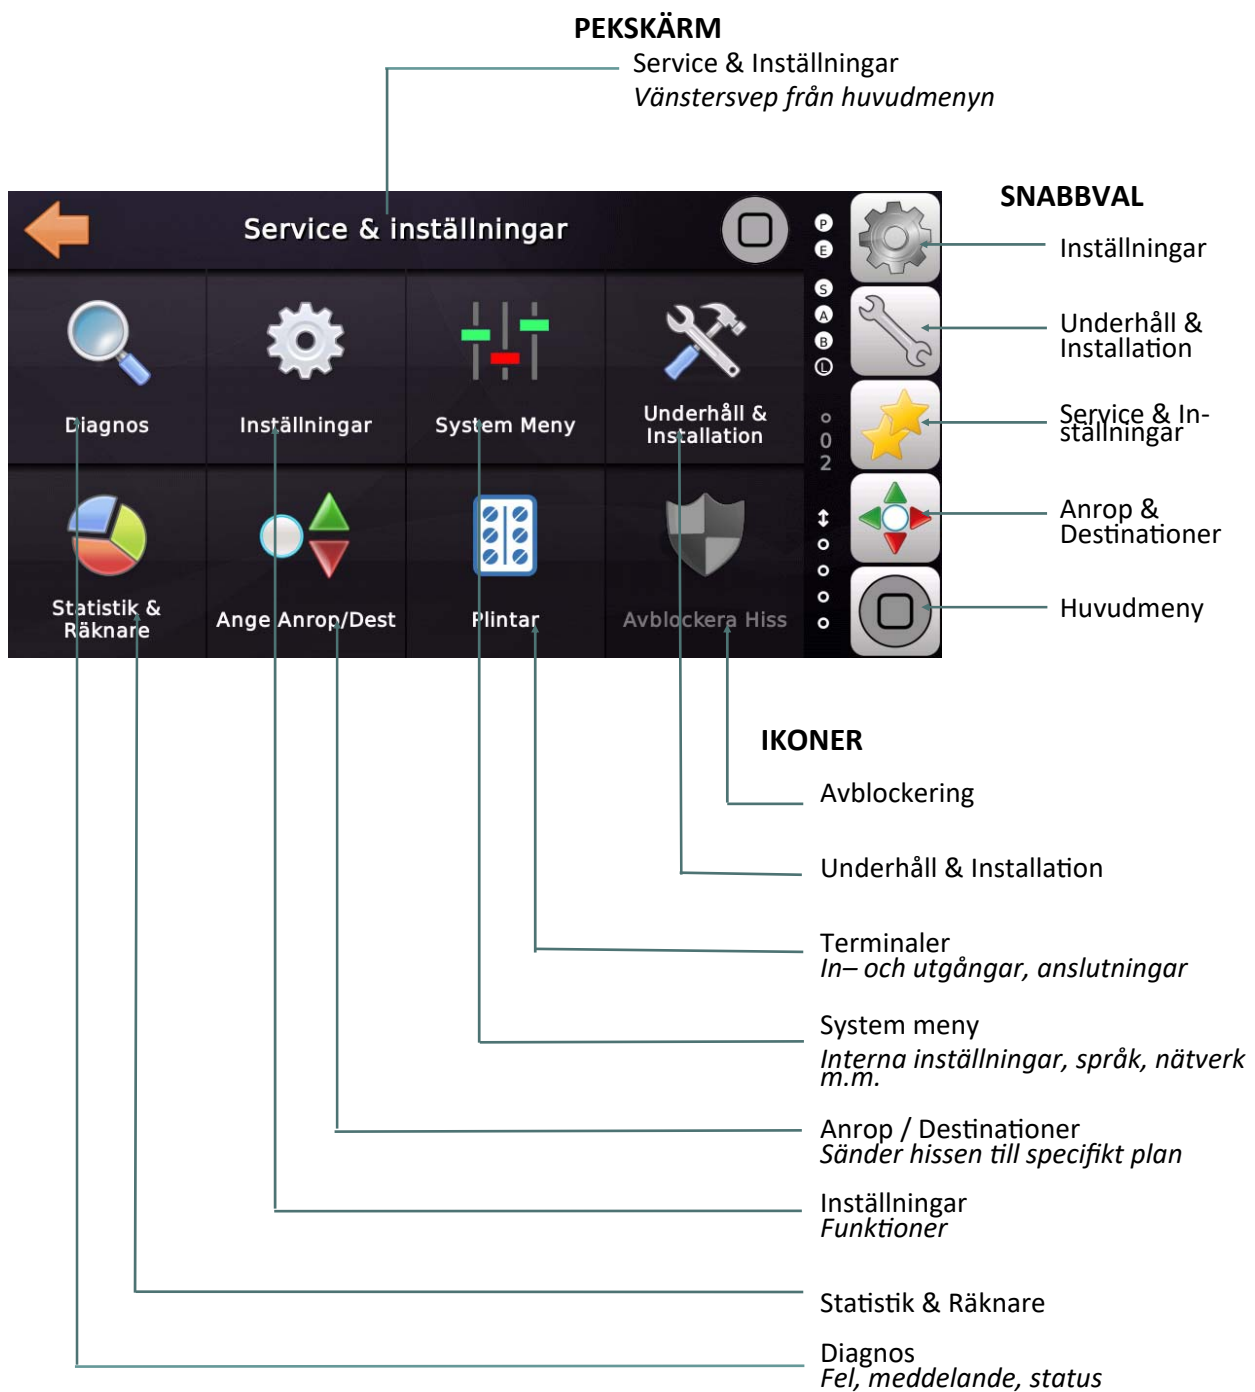 PEKSKÄRM
Service & Inställningar
Vänstersvep från huvudmenyn
SNABBVAL
Service & inställningar
P
E
S
A
B
L
0
2
Inställningar
Underhåll &
Installation
Service & In-
ställningar
Anrop &
Destinationer
Huvudmeny
Diagnos
Inställningar
System Meny
Underhåll &
Installation
Statistik &
Räknare
Ange Anrop/Dest
Plintar
Avblockera Hiss
IKONER
Avblockering
Underhåll & Installation
Terminaler
In– och utgångar, anslutningar
System meny
Interna inställningar, språk, nätverk
m.m.
Anrop / Destinationer
Sänder hissen till specifikt plan
Inställningar
Funktioner
Statistik & Räknare
Diagnos
Fel, meddelande, status